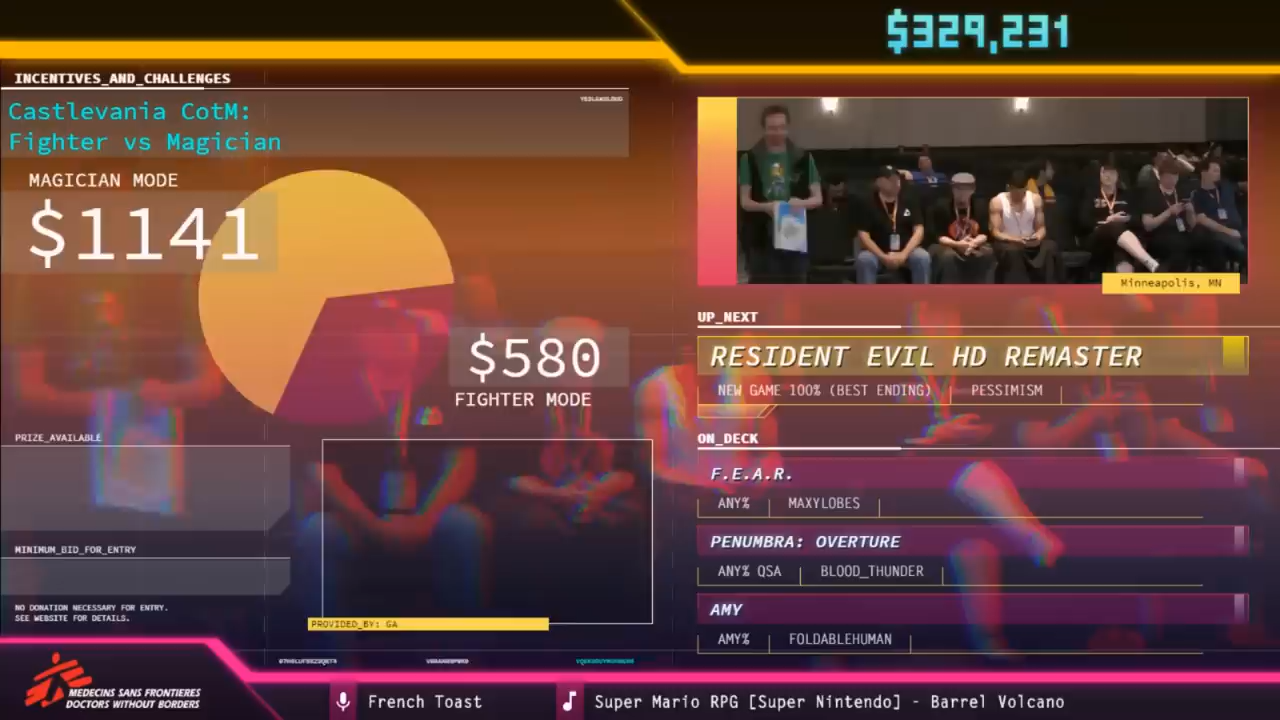 $329,231
INCENTIVES_AND_CHALLENGES
Castlevania CotM:
Fighter vs Magician
MAGICIAN MODE
$1141
$580
FIGHTER MODE
PRIZE_AVAILABLE
MINIMUM_BID_FOR_ENTRY
NO DONATION NECESSARY FOR ENTRY.
SEE WEBSITE FOR DETAILS.
PROVIDED_BY: GA
Minneapolis, MN
UP_NEXT
RESIDENT EVIL HD REMASTER
NEW GAME 100% (BEST ENDING) PESSIMISM
ON_DECK
F.E.A.R.
ANY% MAXYLOBES
PENUMBRA: OVERTURE
ANY% QSA BLOOD_THUNDER
AMY
AMY% FOLDABLEHUMAN
MEDECINS SANS FRONTIERES
DOCTORS WITHOUT BORDERS
French Toast
Super Mario RPG [Super Nintendo] - Barrel Volcano